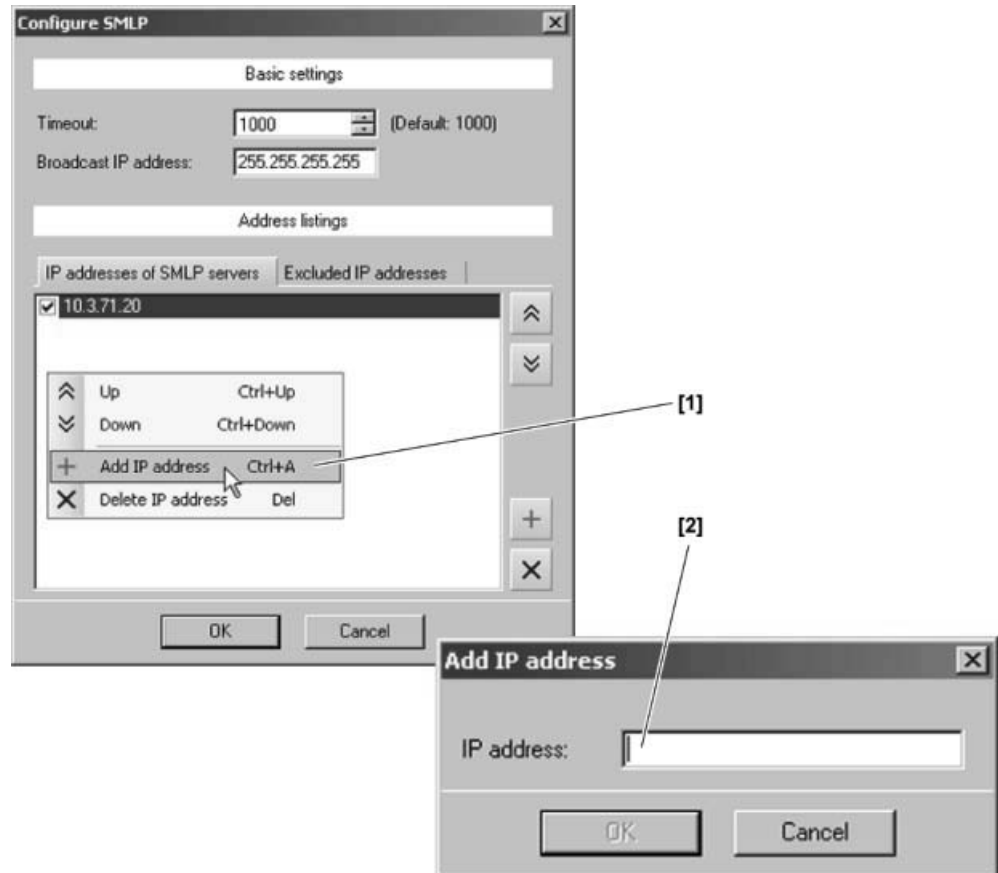 Configure SMLP
Basic settings
Timeout: 1000 (Default: 1000)
Broadcast IP address: 255.255.255.255
Address listings
IP addresses of SMLP servers Excluded IP addresses
10.3.71.20
Up Ctrl+Up
Down Ctrl+Down
Add IP address Ctrl+A
Delete IP address Del
OK Cancel
[1]
[2]
Add IP address
IP address:
OK Cancel